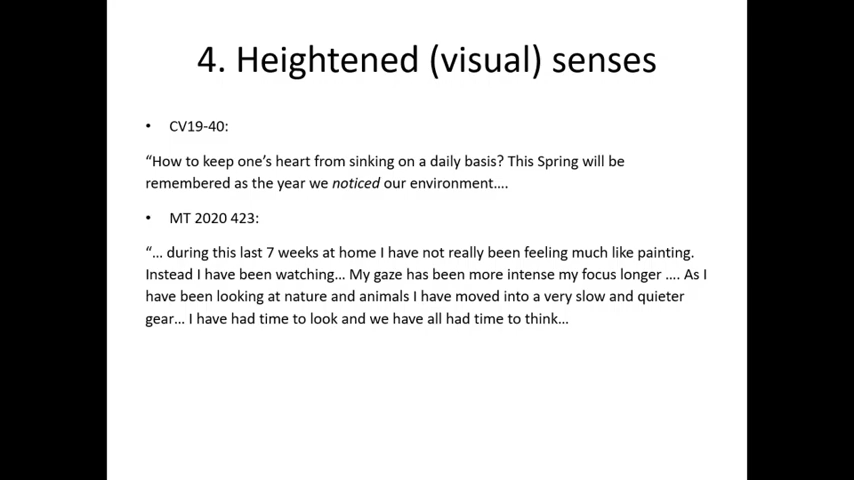 4. Heightened (visual) senses
• CV19-40:
“How to keep one’s heart from sinking on a daily basis? This Spring will be
remembered as the year we noticed our environment….
• MT 2020 423:
“… during this last 7 weeks at home I have not really been feeling much like painting.
Instead I have been watching… My gaze has been more intense my focus longer …. As I
have been looking at nature and animals I have moved into a very slow and quieter
gear… I have had time to look and we have all had time to think…